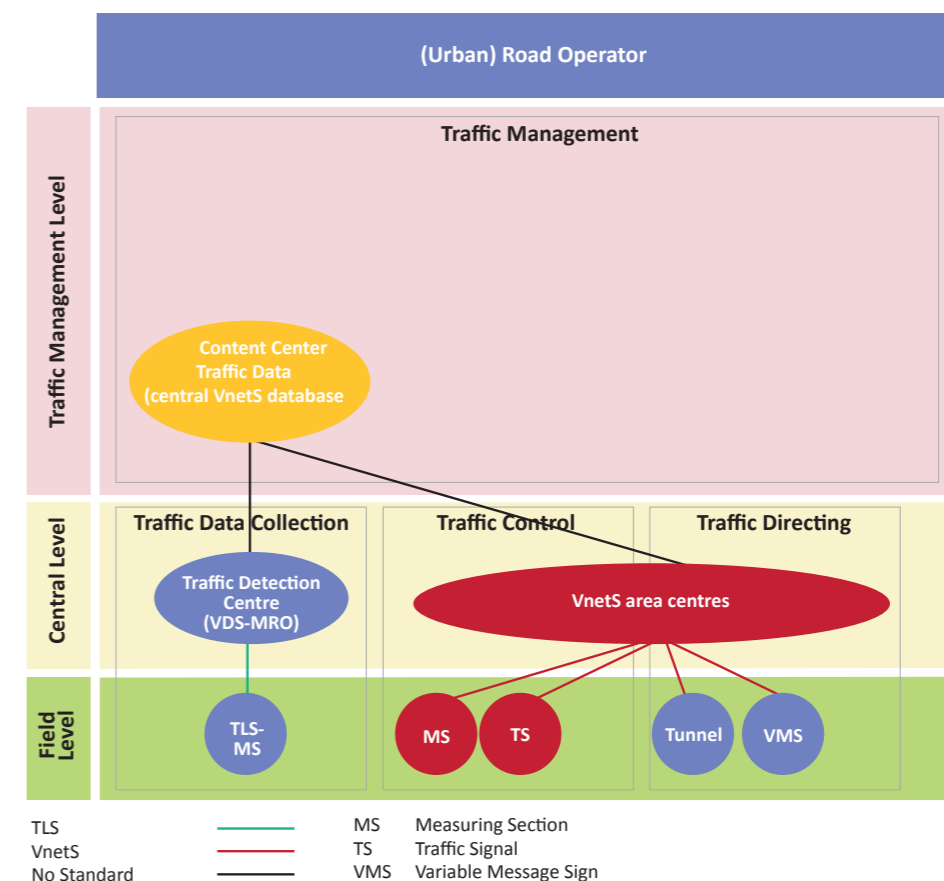 (Urban) Road Operator
Traffic Management Level
Traffic Management
Content Center
Traffic Data
(central VnetS database
Central Level
Traffic Data Collection
Traffic Control
Traffic Directing
Traffic Detection
Centre
(VDS-MRO)
VnetS area centres
Field
Level
TLS-
MS
MS
TS
Tunnel
VMS
TLS
MS Measuring Section
VnetS
TS Traffic Signal
No Standard
VMS Variable Message Sign